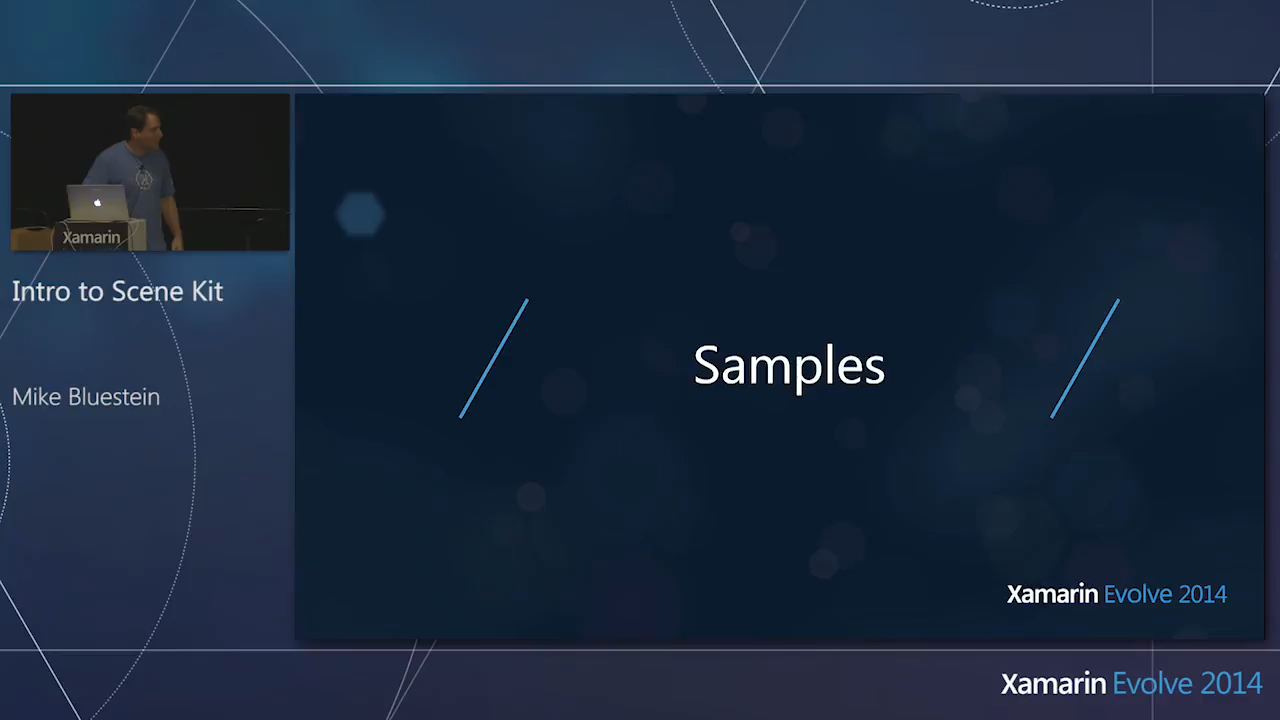 Xamarin
Intro to Scene Kit
Mike Bluestein
Samples
Xamarin Evolve 2014
Xamarin Evolve 2014